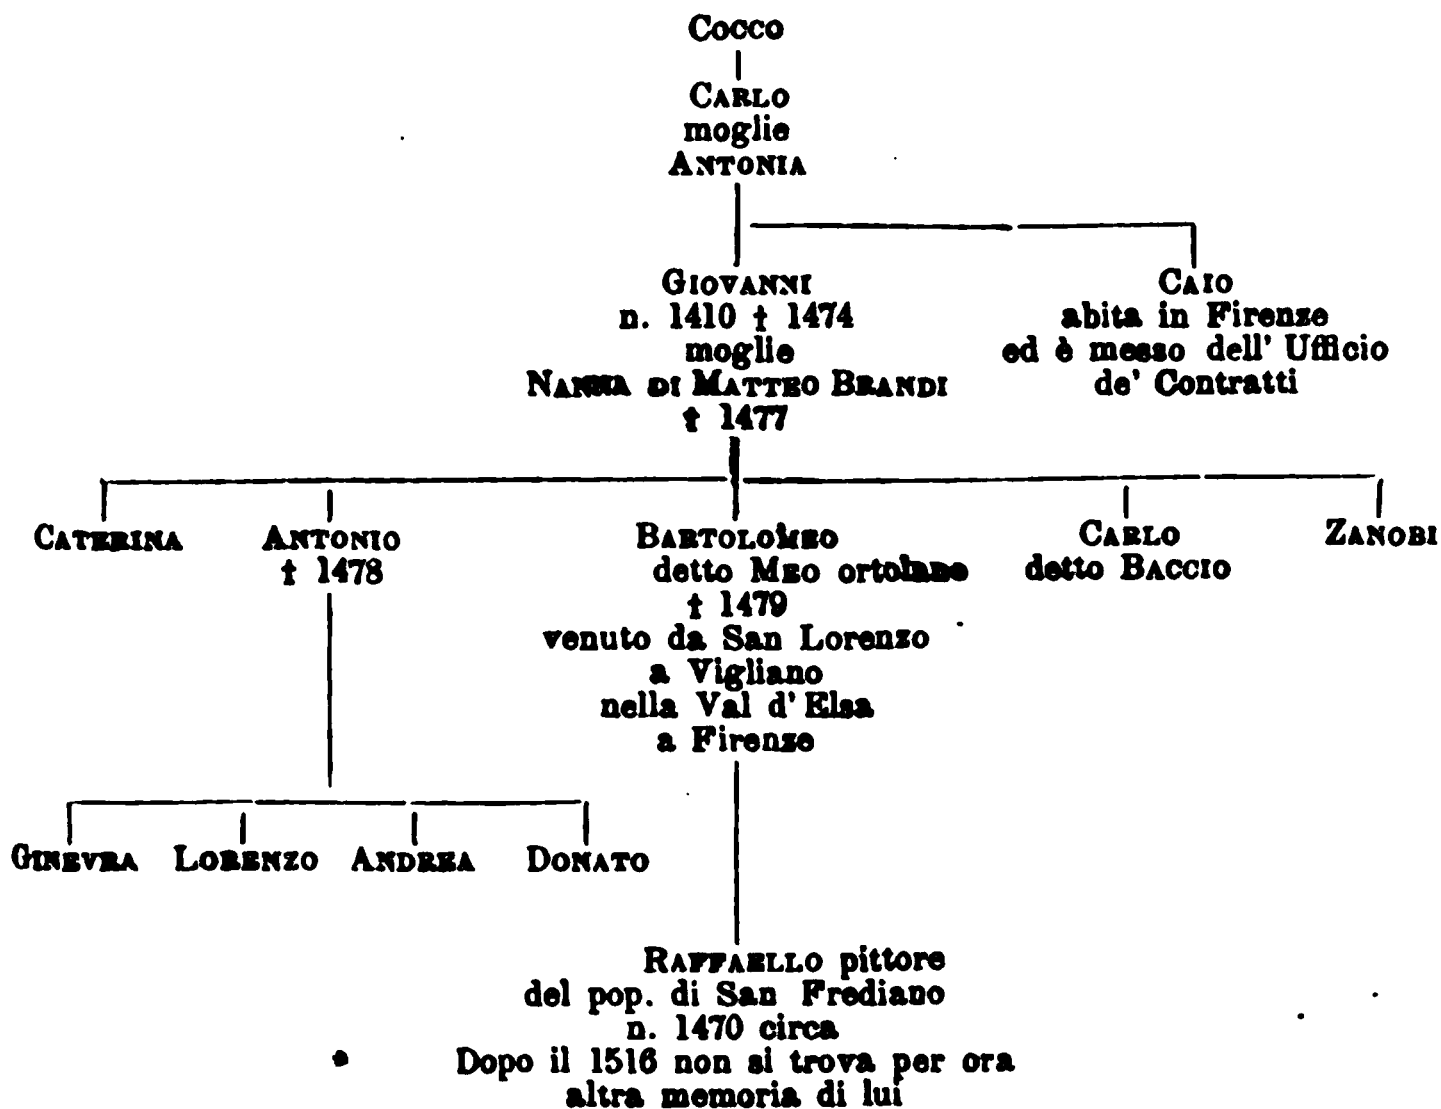 COCCO
CARLO
moglie
ANTONIA
GIOVANNI
n. 1410 † 1474
moglie
NANNA DI MATTEO BRANDI
† 1477
CAIO
abita in Firenze
ed è messo dell' Ufficio
de' Contratti
CATERINA
ANTONIO
† 1478
BARTOLOMEO
detto MEO ortolano
† 1479
venuto da San Lorenzo
a Vigliano
nella Val d' Elsa
a Firenze
CARLO
detto BACCIO
ZANOBI
GINEVRA
LORENZO
ANDREA
DONATO
RAFFAELLO pittore
del pop. di San Frediano
n. 1470 circa
Dopo il 1516 non si trova per ora
altra memoria di lui